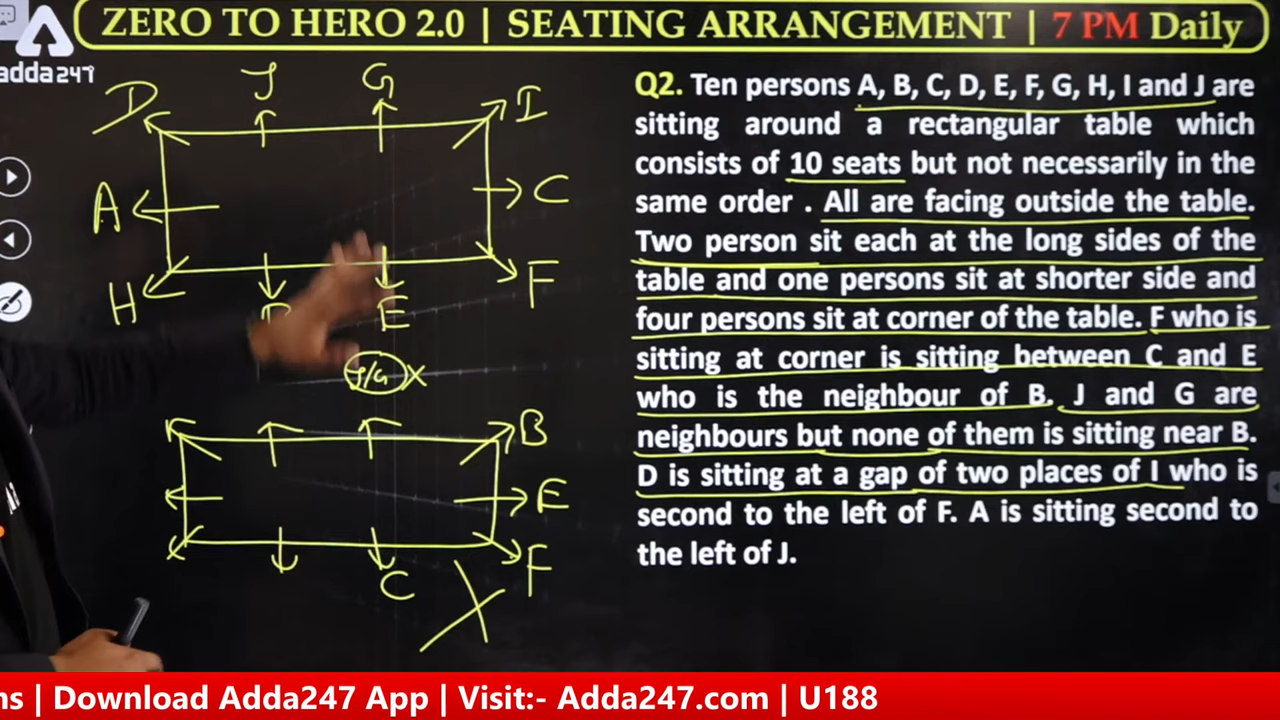 ZERO TO HERO 2.0 | SEATING ARRANGEMENT | 7 PM Daily
adda247
D J G I
A C
H E F
J/G X
B
E
C F
Q2. Ten persons A, B, C, D, E, F, G, H, I and J are
sitting around a rectangular table which
consists of 10 seats but not necessarily in the
same order . All are facing outside the table.
Two person sit each at the long sides of the
table and one persons sit at shorter side and
four persons sit at corner of the table. F who is
sitting at corner is sitting between C and E
who is the neighbour of B. J and G are
neighbours but none of them is sitting near B.
D is sitting at a gap of two places of I who is
second to the left of F. A is sitting second to
the left of J.
ns | Download Adda247 App | Visit:- Adda247.com | U188